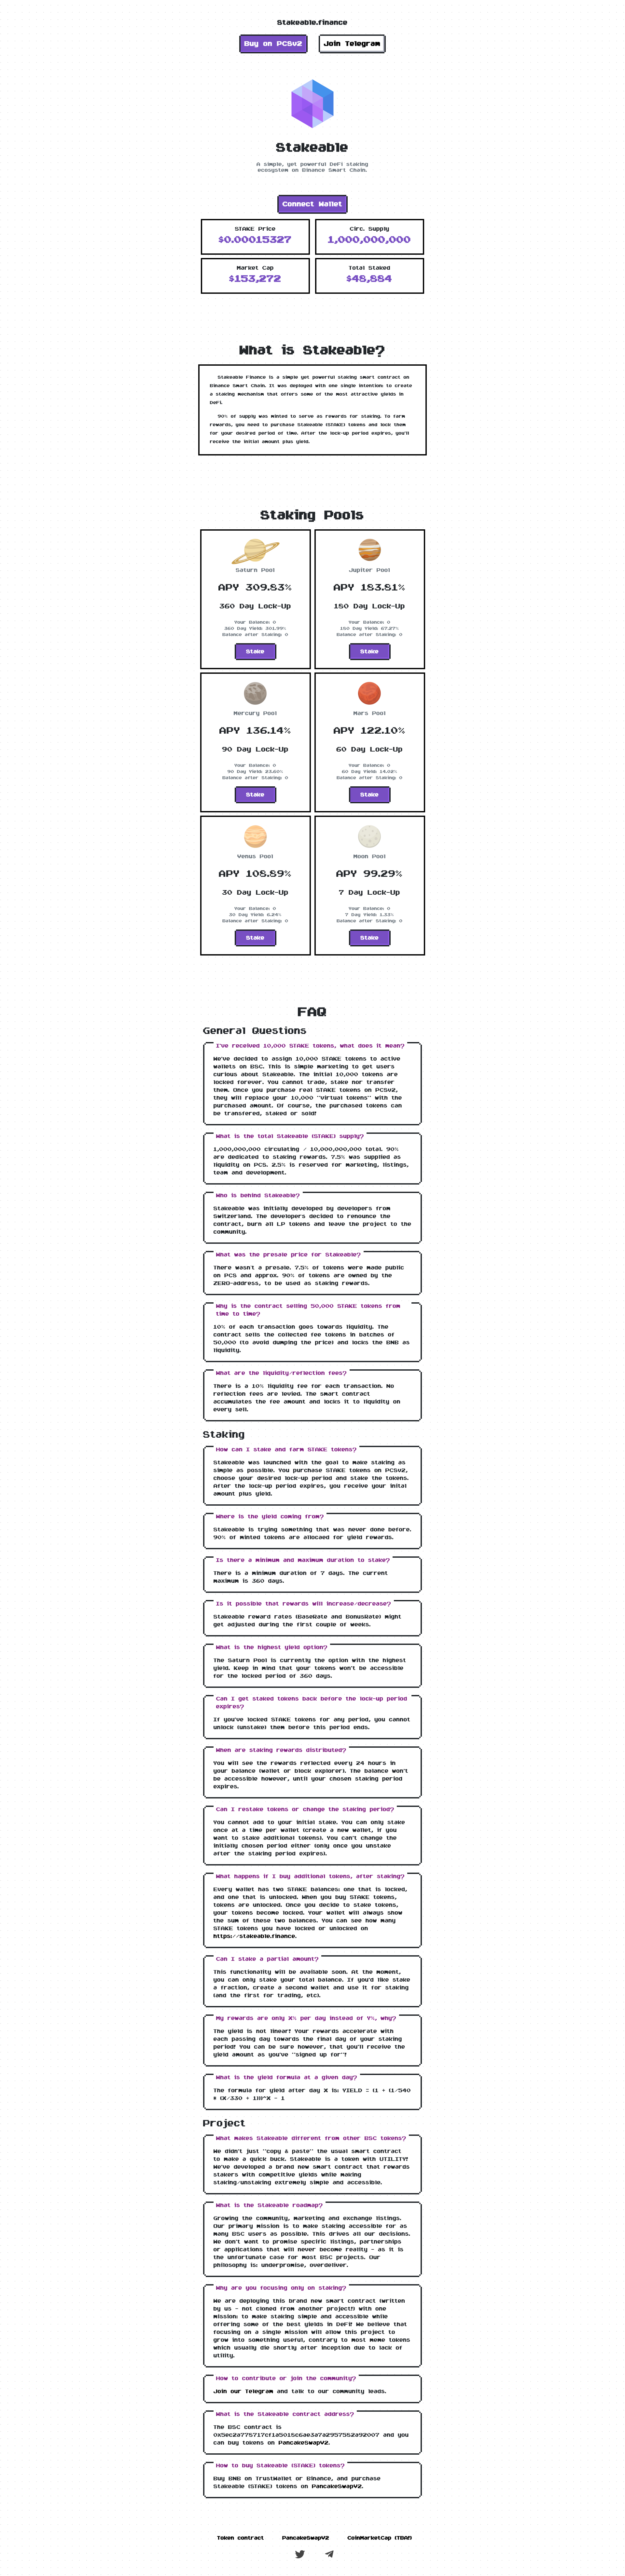 Stakeable.finance
Buy on PCSv2
Join Telegram
Stakeable
A simple, yet powerful DeFi staking
ecosystem on Binance Smart Chain.
Connect Wallet
STAKE Price
$0.00015327
Circ. Supply
1,000,000,000
Market Cap
$153,272
Total Staked
$48,884
What is Stakeable?
Stakeable Finance is a simple yet powerful staking smart contract on
Binance Smart Chain. It was deployed with one single intention: to create
a staking mechanism that offers some of the most attractive yields in
DeFi.
90% of supply was minted to serve as rewards for staking. To farm
rewards, you need to purchase Stakeable (STAKE) tokens and lock them
for your desired period of time. After the lock-up period expires, you'll
receive the initial amount plus yield.
Staking Pools
Saturn Pool
APY 309.83%
360 Day Lock-Up
Your Balance: 0
360 Day Yield: 301.99%
Balance after Staking: 0
Stake
Jupiter Pool
APY 183.81%
180 Day Lock-Up
Your Balance: 0
180 Day Yield: 67.27%
Balance after Staking: 0
Stake
Mercury Pool
APY 136.14%
90 Day Lock-Up
Your Balance: 0
90 Day Yield: 23.60%
Balance after Staking: 0
Stake
Mars Pool
APY 122.10%
60 Day Lock-Up
Your Balance: 0
60 Day Yield: 14.02%
Balance after Staking: 0
Stake
Venus Pool
APY 108.89%
30 Day Lock-Up
Your Balance: 0
30 Day Yield: 6.24%
Balance after Staking: 0
Stake
Moon Pool
APY 99.29%
7 Day Lock-Up
Your Balance: 0
7 Day Yield: 1.33%
Balance after Staking: 0
Stake
FAQ
General Questions
I've received 10,000 STAKE tokens, what does it mean?
We've decided to assign 10,000 STAKE tokens to active
wallets on BSC. This is simple marketing to get users
curious about Stakeable. The initial 10,000 tokens are
locked forever. You cannot trade, stake nor transfer
them. Once you purchase real STAKE tokens on PCSv2,
they will replace your 10,000 "virtual tokens" with the
purchased amount. Of course, the purchased tokens can
be transfered, staked or sold!
What is the total Stakeable (STAKE) supply?
1,000,000,000 circulating / 10,000,000,000 total. 90%
are dedicated to staking rewards. 7.5% was supplied as
liquidity on PCS. 2.5% is reserved for marketing, listings,
team and development.
Who is behind Stakeable?
Stakeable was initially developed by developers from
Switzerland. The developers decided to renounce the
contract, burn all LP tokens and leave the project to the
community.
What was the presale price for Stakeable?
There wasn't a presale. 7.5% of tokens were made public
on PCS and approx. 90% of tokens are owned by the
ZERO-address, to be used as staking rewards.
Why is the contract selling 50,000 STAKE tokens from
time to time?
10% of each transaction goes towards liquidity. The
contract sells the collected fee tokens in batches of
50,000 (to avoid dumping the price) and locks the BNB as
liquidity.
What are the liquidity/reflection fees?
There is a 10% liquidity fee for each transaction. No
reflection fees are levied. The smart contract
accumulates the fee amount and locks it to liquidity on
every sell.
Staking
How can I stake and farm STAKE tokens?
Stakeable was launched with the goal to make staking as
simple as possible. You purchase STAKE tokens on PCSv2,
choose your desired lock-up period and stake the tokens.
After the lock-up period expires, you receive your inital
amount plus yield.
Where is the yield coming from?
Stakeable is trying something that was never done before.
90% of minted tokens are allocaed for yield rewards.
Is there a minimum and maximum duration to stake?
There is a minimum duration of 7 days. The current
maximum is 360 days.
Is it possible that rewards will increase/decrease?
Stakeable reward rates (BaseRate and BonusRate) might
get adjusted during the first couple of weeks.
What is the highest yield option?
The Saturn Pool is currently the option with the highest
yield. Keep in mind that your tokens won't be accessible
for the locked period of 360 days.
Can I get staked tokens back before the lock-up period
expires?
If you've locked STAKE tokens for any period, you cannot
unlock (unstake) them before this period ends.
When are staking rewards distributed?
You will see the rewards reflected every 24 hours in
your balance (wallet or block explorer). The balance won't
be accessible however, until your chosen staking period
expires.
Can I restake tokens or change the staking period?
You cannot add to your initial stake. You can only stake
once at a time per wallet (create a new wallet, if you
want to stake additional tokens). You can't change the
initially chosen period either (only once you unstake
after the staking period expires).
What happens if I buy additional tokens, after staking?
Every wallet has two STAKE balances: one that is locked,
and one that is unlocked. When you buy STAKE tokens,
tokens are unlocked. Once you decide to stake tokens,
your tokens become locked. Your wallet will always show
the sum of these two balances. You can see how many
STAKE tokens you have locked or unlocked on
https://stakeable.finance.
Can I stake a partial amount?
This functionality will be available soon. At the moment,
you can only stake your total balance. If you'd like stake
a fraction, create a second wallet and use it for staking
(and the first for trading, etc).
My rewards are only X% per day instead of Y%, why?
The yield is not linear! Your rewards accelerate with
each passing day towards the final day of your staking
period! You can be sure however, that you'll receive the
yield amount as you've "signed up for"!
What is the yield formula at a given day?
The formula for yield after day X is: YIELD = (1 + (1/540
* (X/330 + 1)))^X - 1
Project
What makes Stakeable different from other BSC tokens?
We didn't just "copy & paste" the usual smart contract
to make a quick buck. Stakeable is a token with UTILITY!
We've developed a brand new smart contract that rewards
stakers with competitive yields while making
staking/unstaking extremely simple and accessible.
What is the Stakeable roadmap?
Growing the community, marketing and exchange listings.
Our primary mission is to make staking accessible for as
many BSC users as possible. This drives all our decisions.
We don't want to promise specific listings, partnerships
or applications that will never become reality - as it is
the unfortunate case for most BSC projects. Our
philosophy is: underpromise, overdeliver.
Why are you focusing only on staking?
We are deploying this brand new smart contract (written
by us - not cloned from another project!) with one
mission: to make staking simple and accessible while
offering some of the best yields in DeFi! We believe that
focusing on a single mission will allow this project to
grow into something useful, contrary to most meme tokens
which usually die shortly after inception due to lack of
utility.
How to contribute or join the community?
Join our Telegram and talk to our community leads.
What is the Stakeable contract address?
The BSC contract is
and you
can buy tokens on PancakeSwapV2.
How to buy Stakeable (STAKE) tokens?
Buy BNB on TrustWallet or Binance, and purchase
Stakeable (STAKE) tokens on PancakeSwapV2.
Token contract
PancakeSwapV2
CoinMarketCap (TBA!)